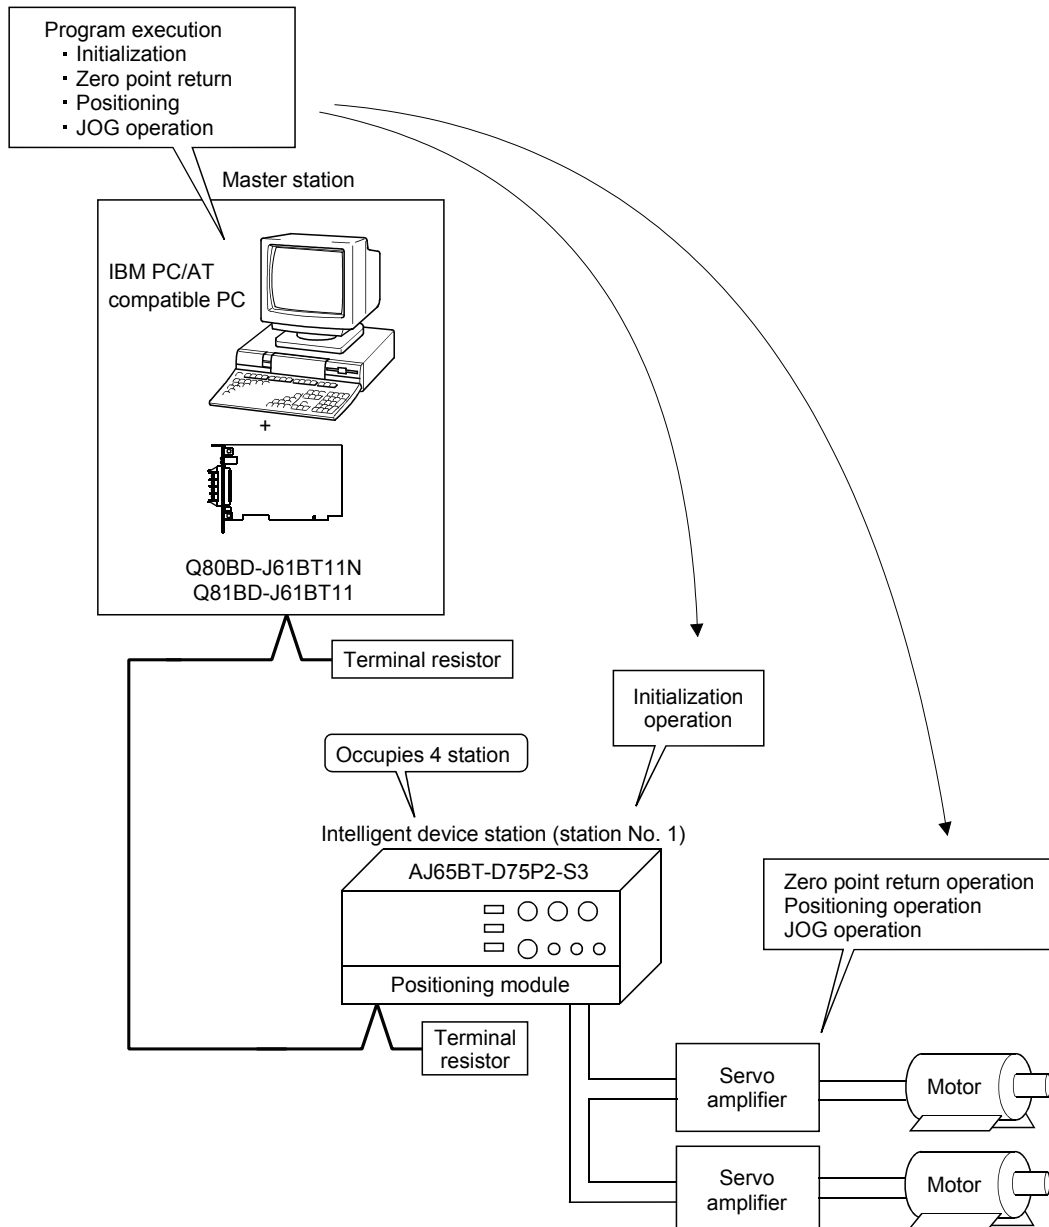 Program execution
・ Initialization
・ Zero point return
・ Positioning
・ JOG operation
Master station
IBM PC/AT
compatible PC
+
Q80BD-J61BT11N
Q81BD-J61BT11
Terminal resistor
Initialization
operation
Occupies 4 station
Intelligent device station (station No. 1)
AJ65BT-D75P2-S3
Positioning module
Zero point return operation
Positioning operation
JOG operation
Terminal
resistor
Servo
amplifier
Motor
Servo
amplifier
Motor